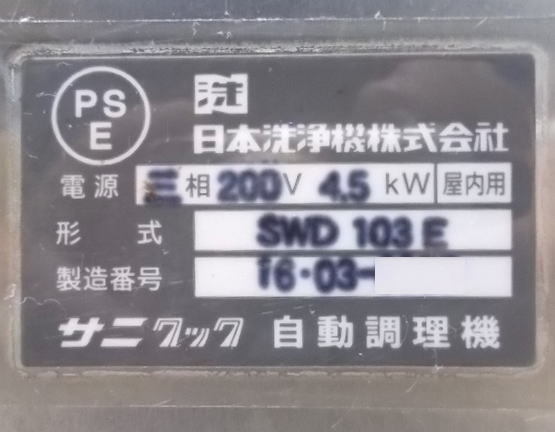 PS
E
洗
日本洗浄機株式会社
電源 三相 200V 4.5 kW 屋内用
形式 SWD 103 E
製造番号 16・03-
サニクック 自動調理機